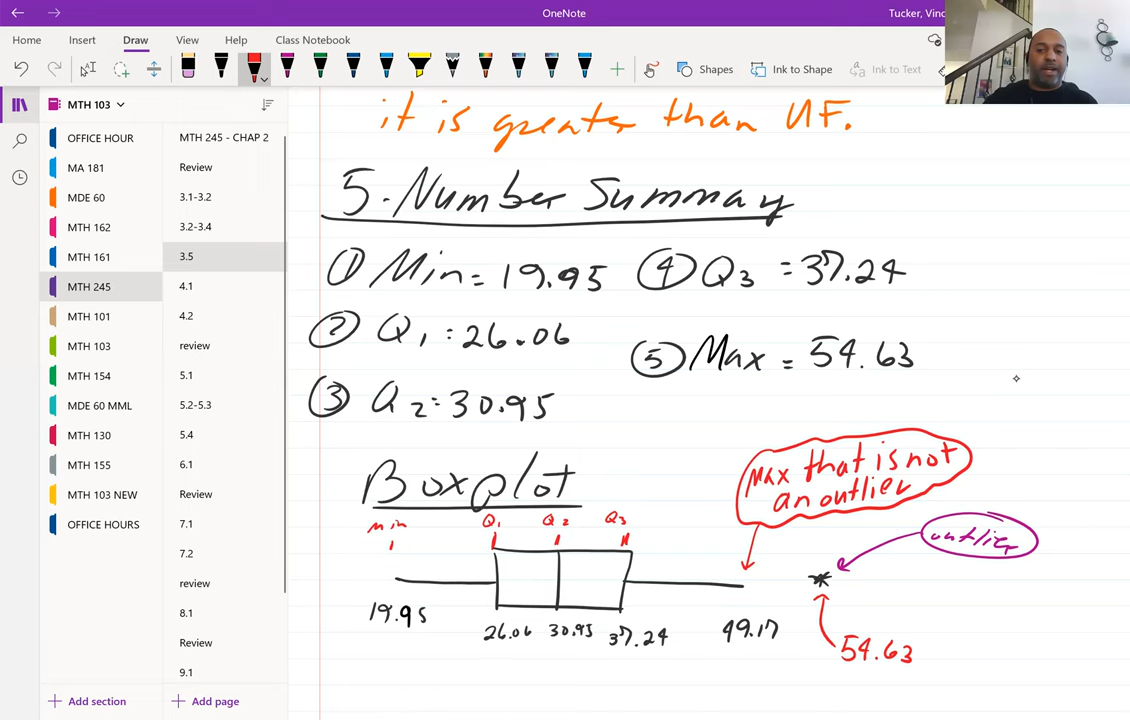 OneNote
Tucker, Vinc
Home Insert Draw View Help Class Notebook
Shapes Ink to Shape Ink to Text
MTH 103
OFFICE HOUR
MA 181
MDE 60
MTH 162
MTH 161
MTH 245
MTH 101
MTH 103
MTH 154
MDE 60 MML
MTH 130
MTH 155
MTH 103 NEW
OFFICE HOURS
Add section
MTH 245 - CHAP 2
Review
3.1-3.2
3.2-3.4
3.5
4.1
4.2
review
5.1
5.2-5.3
5.4
6.1
Review
7.1
7.2
review
8.1
Review
9.1
Add page
it is greater than UF.
5-Number Summary
① Min = 19.95 ④ Q3 = 37.24
② Q1 = 26.06
⑤ Max = 54.63
③ Q2 = 30.95
Boxplot
Max that is not
an outlier
Min Q1 Q2 Q3
outlier
*
19.95 26.06 30.95 37.24 49.17
54.63